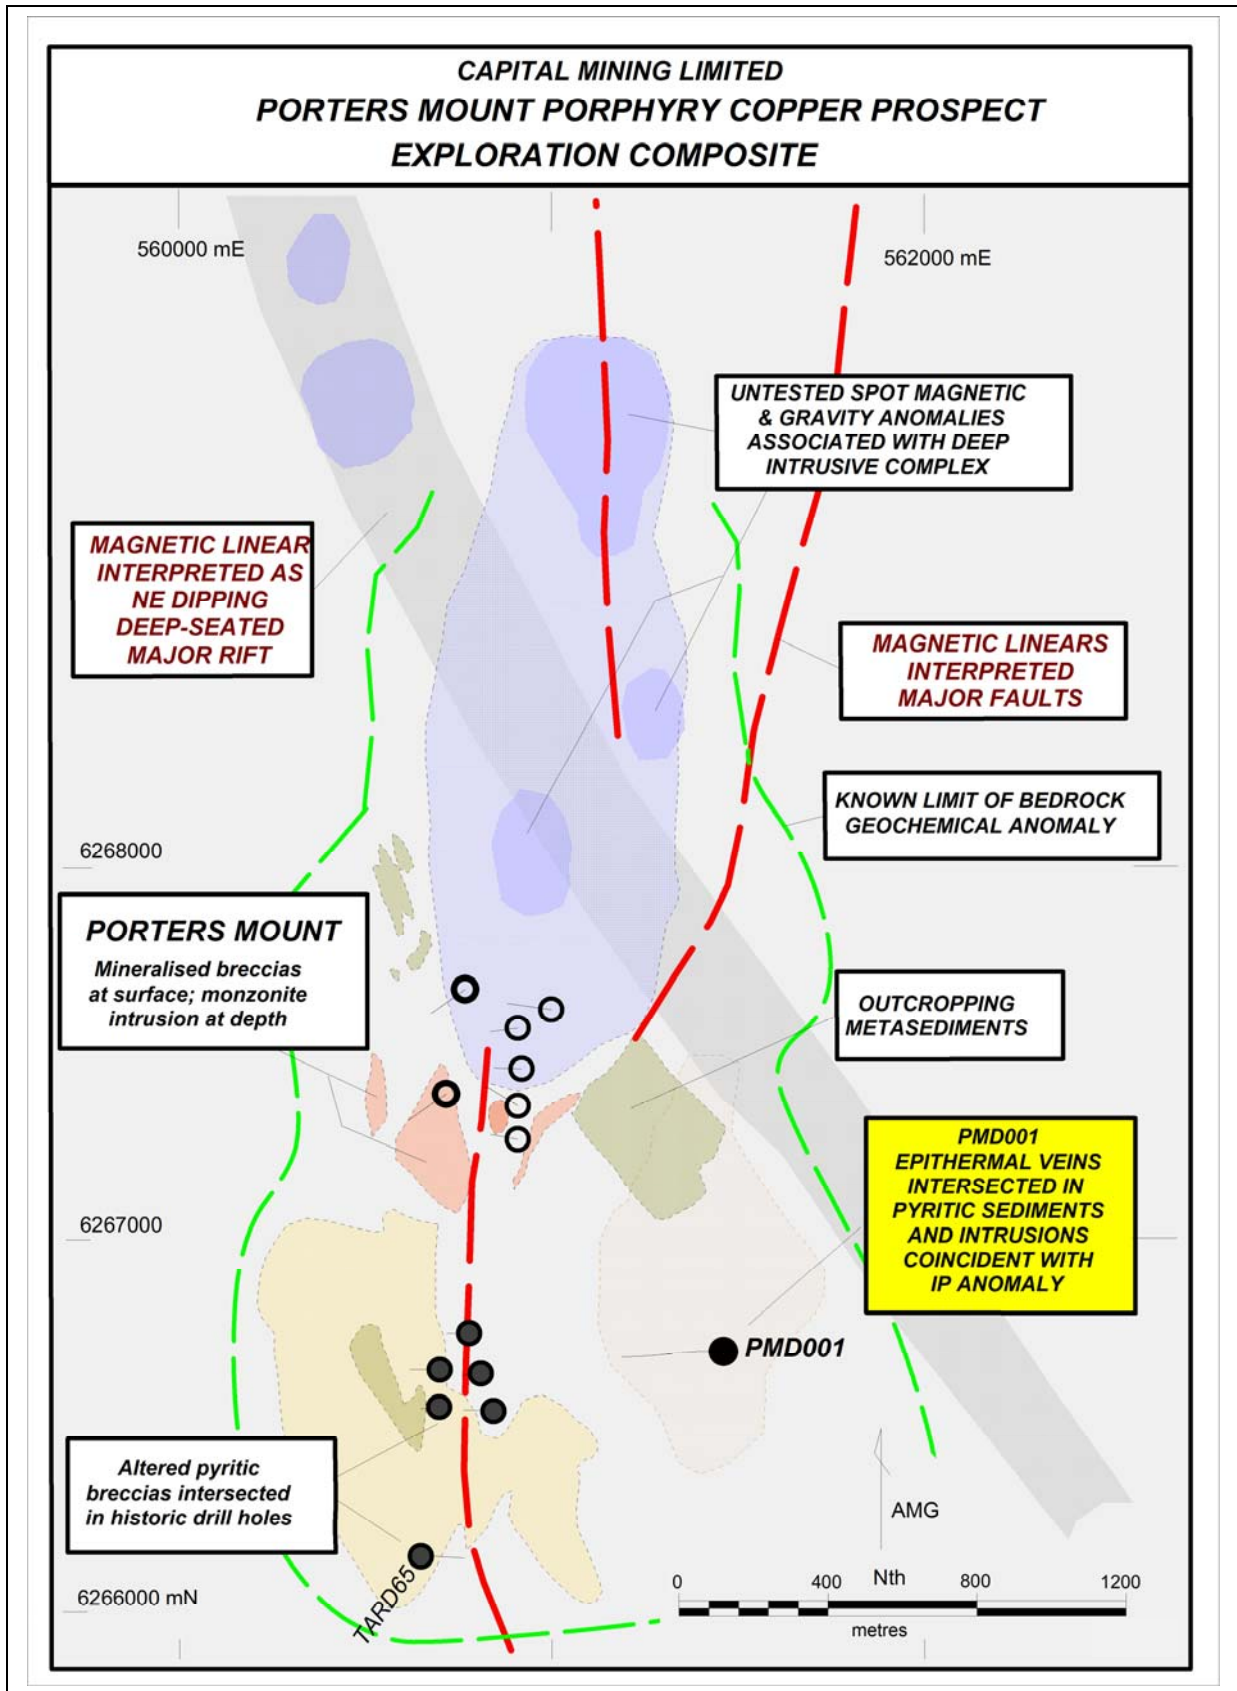 CAPITAL MINING LIMITED
PORTERS MOUNT PORPHYRY COPPER PROSPECT
EXPLORATION COMPOSITE
560000 mE
562000 mE
UNTESTED SPOT MAGNETIC
& GRAVITY ANOMALIES
ASSOCIATED WITH DEEP
INTRUSIVE COMPLEX
MAGNETIC LINEAR
INTERPRETED AS
NE DIPPING
DEEP-SEATED
MAJOR RIFT
MAGNETIC LINEARS
INTERPRETED
MAJOR FAULTS
KNOWN LIMIT OF BEDROCK
GEOCHEMICAL ANOMALY
6268000
PORTERS MOUNT
Mineralised breccias
at surface; monzonite
intrusion at depth
OUTCROPPING
METASEDIMENTS
PMD001
EPITHERMAL VEINS
INTERSECTED IN
PYRITIC SEDIMENTS
AND INTRUSIONS
COINCIDENT WITH
IP ANOMALY
6267000
PMD001
Altered pyritic
breccias intersected
in historic drill holes
AMG
TARD65
6266000 mN
0 400 Nth 800 1200
metres